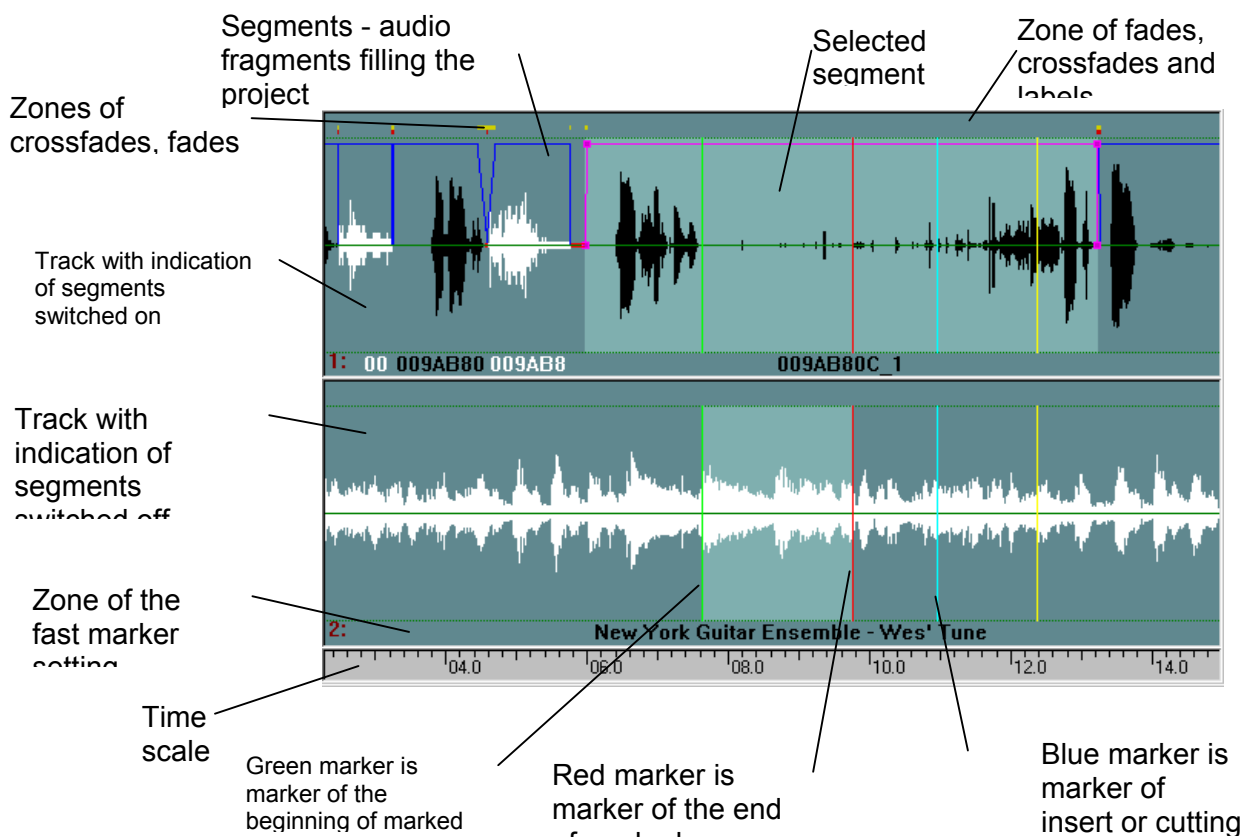 Segments - audio
fragments filling the
project
Selected
segment
Zone of fades,
crossfades and
labels
Zones of
crossfades, fades
Track with indication
of segments
switched on
1: 00 009AB80 009AB8 009AB80C_1
Track with
indication of
segments
switched off
Zone of the
fast marker
setting
2: New York Guitar Ensemble - Wes' Tune
04.0 06.0 08.0 10.0 12.0 14.0
Time
scale
Green marker is
marker of the
beginning of marked
Red marker is
marker of the end
Blue marker is
marker of
insert or cutting